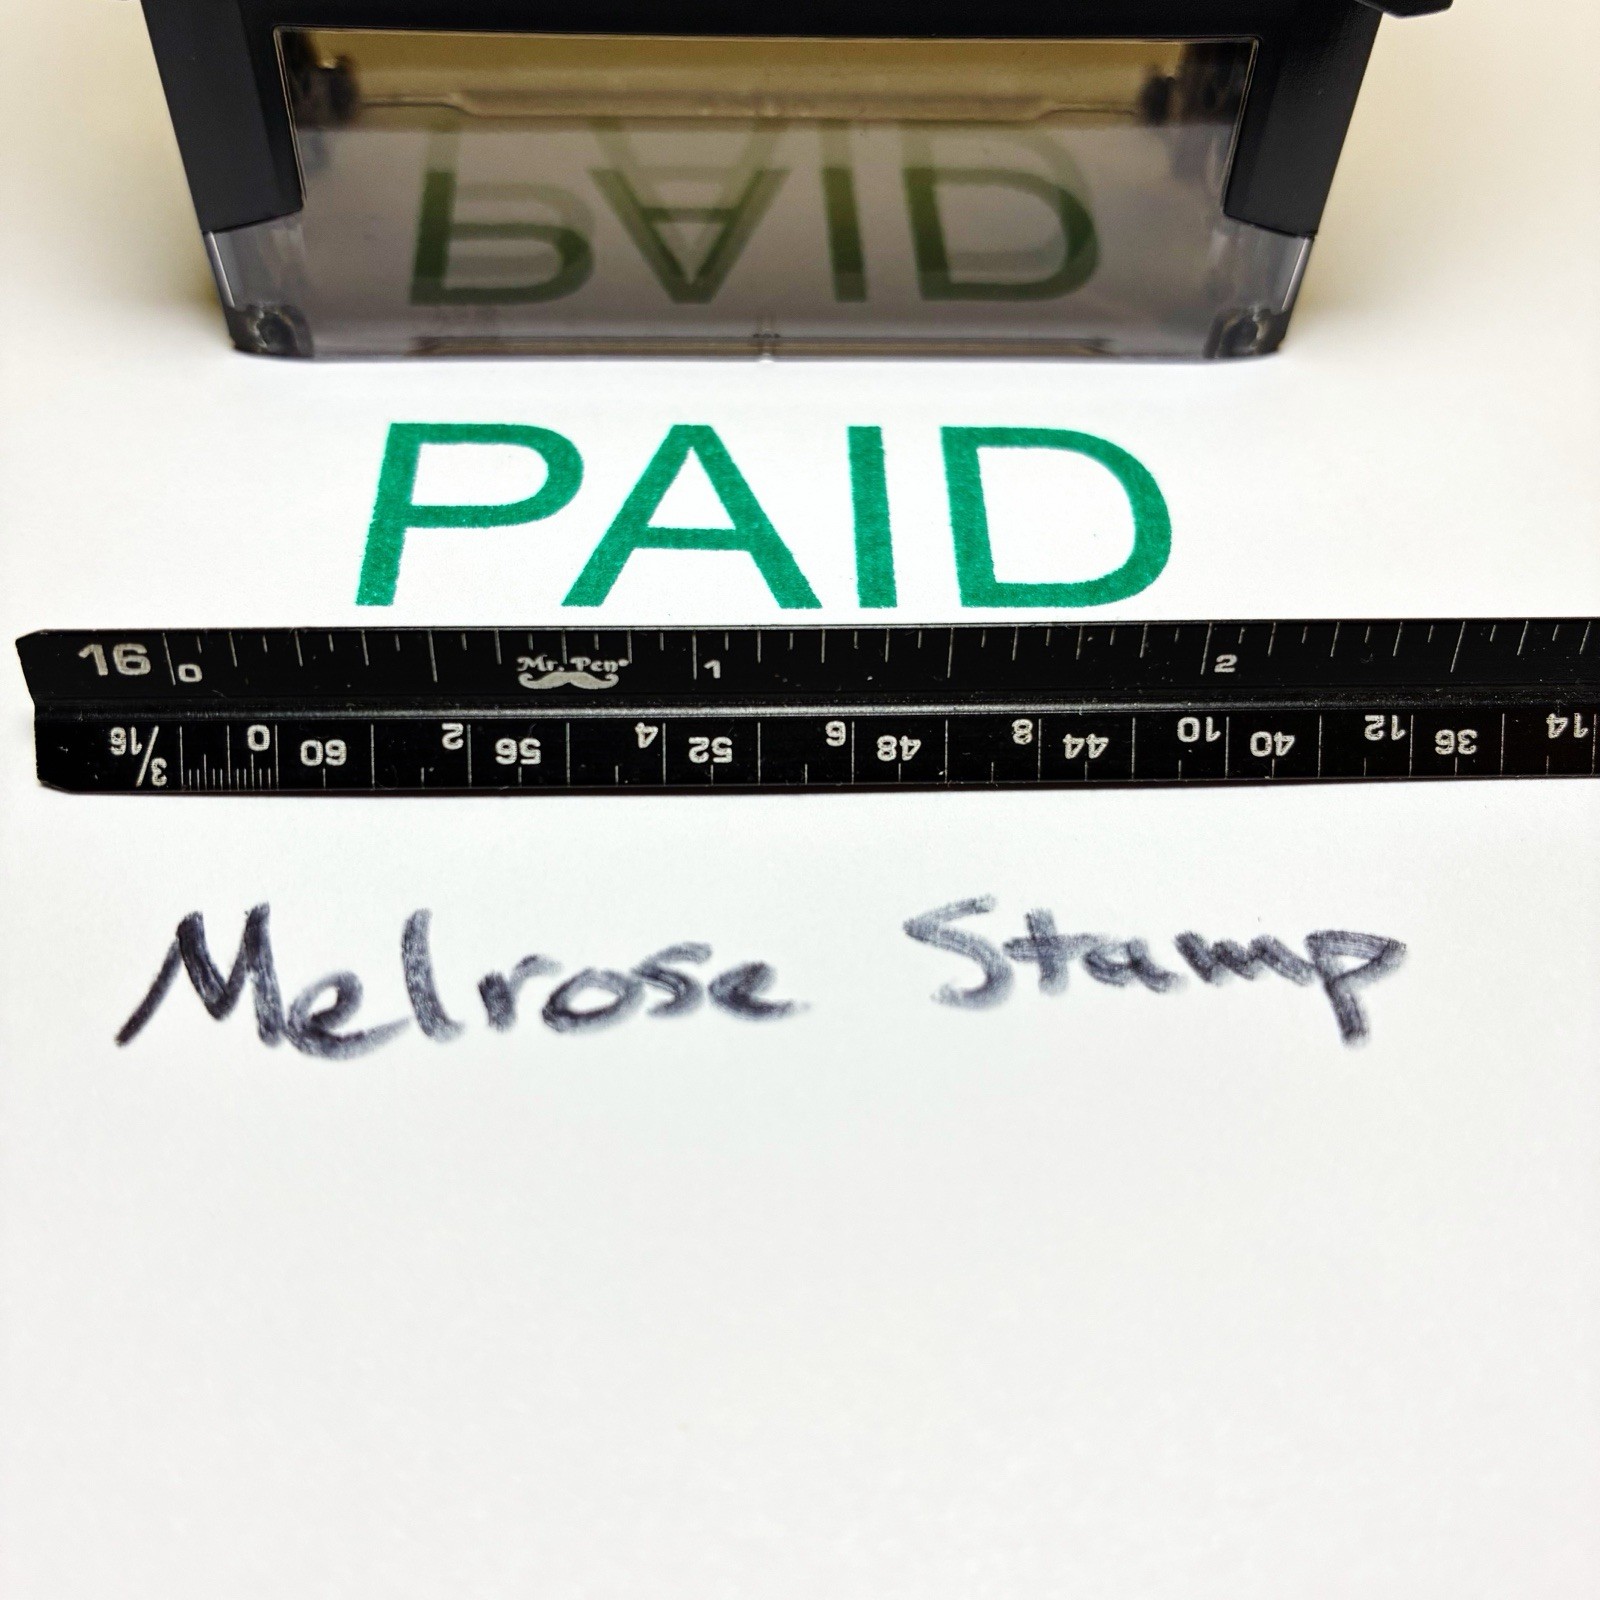 PAID
PAID
16 0 Mr. Pen® 1 2
3/16 0 60 2 56 4 52 6 48 8 44 10 40 12 36 14
Melrose Stamp